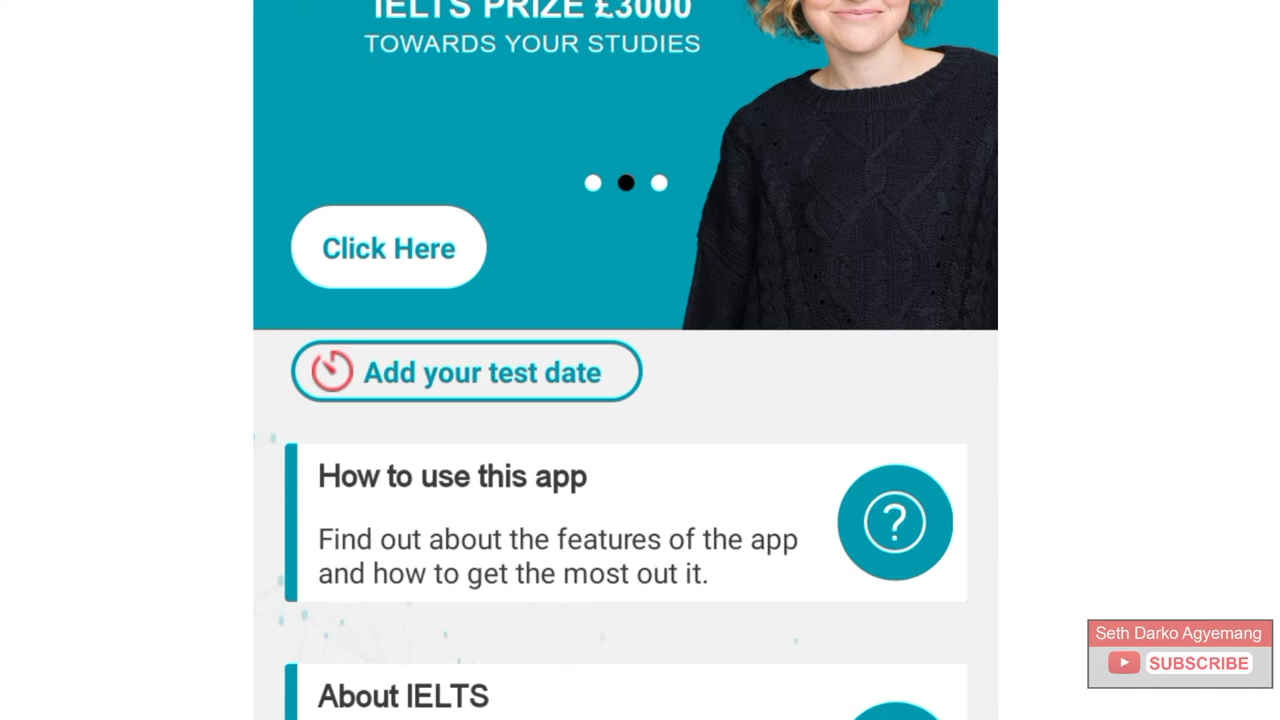 IELTS PRIZE £3000
TOWARDS YOUR STUDIES
Click Here
Add your test date
How to use this app
Find out about the features of the app
and how to get the most out it.
About IELTS
Seth Darko Agyemang
SUBSCRIBE